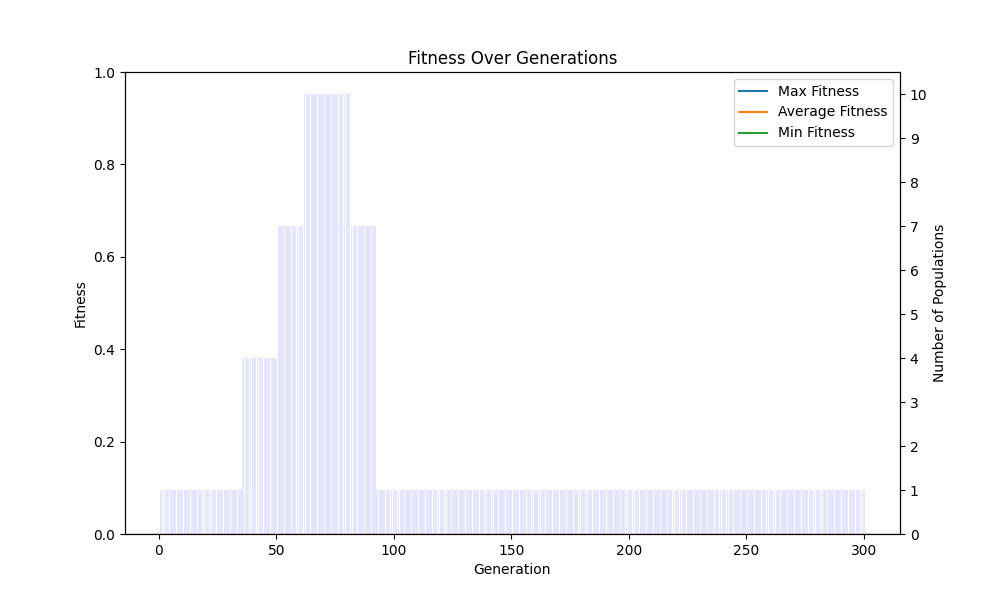 Fitness Over Generations
Max Fitness
Average Fitness
Min Fitness
1.0
0.8
0.6
0.4
0.2
0.0
Fitness
10
9
8
7
6
5
4
3
2
1
0
Number of Populations
0 50 100 150 200 250 300
Generation